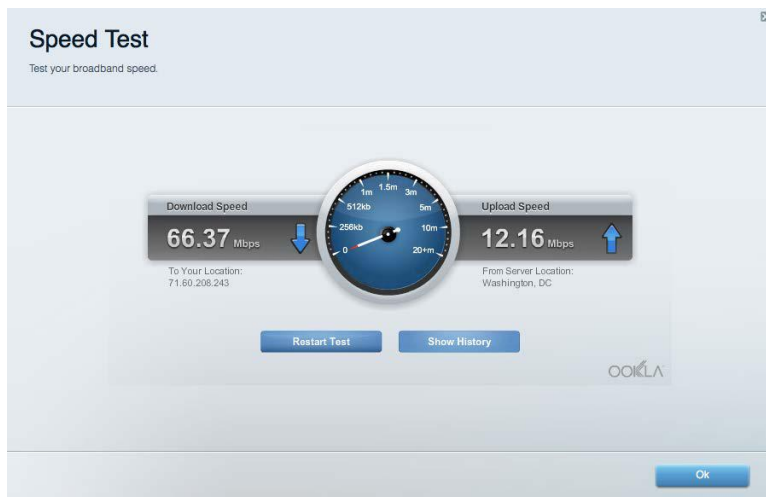 Speed Test
Test your broadband speed.
Download Speed
66.37 Mbps
To Your Location:
71.60.208.243
0
256kb
512kb
1m
1.5m
3m
5m
10m
20+m
Upload Speed
12.16 Mbps
From Server Location:
Washington, DC
Restart Test
Show History
OOKLA
Ok